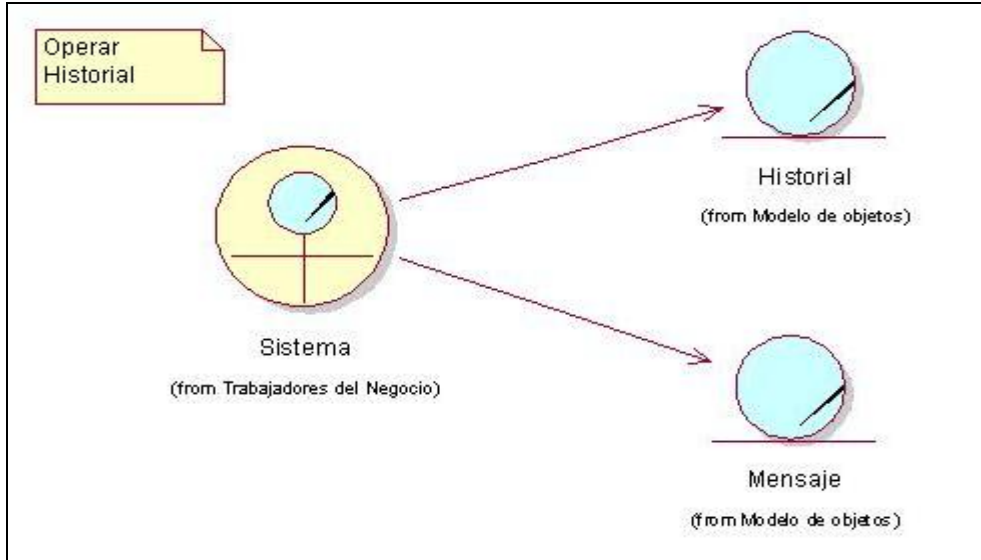 Operar
Historial
Historial
(from Modelo de objetos)
Sistema
(from Trabajadores del Negocio)
Mensaje
(from Modelo de objetos)